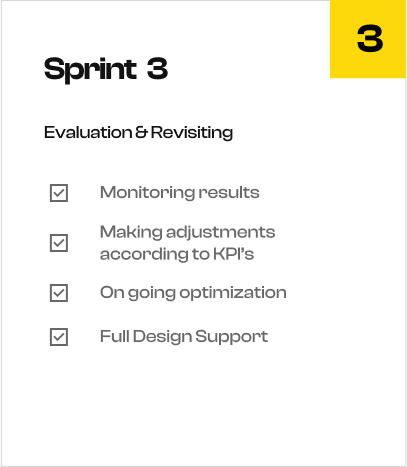 3
Sprint 3
Evaluation & Revisiting
Monitoring results
Making adjustments
according to KPI's
On going optimization
Full Design Support